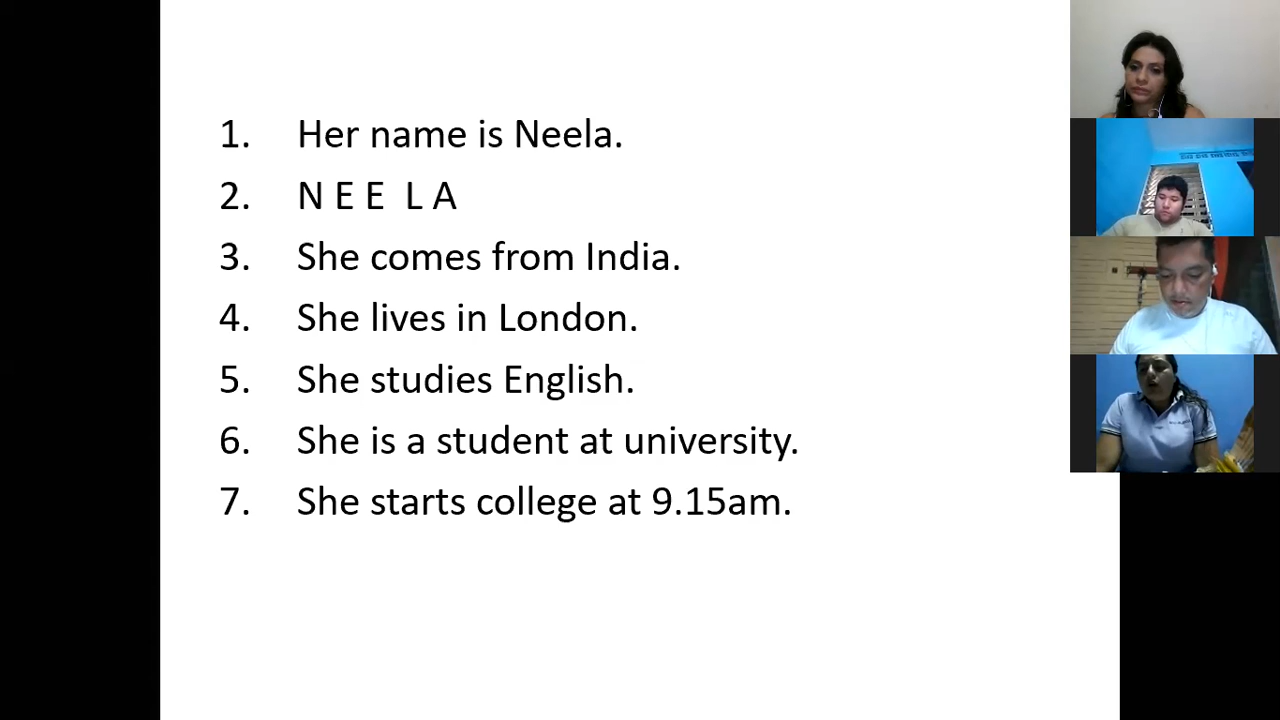 1. Her name is Neela.
2. N E E L A
3. She comes from India.
4. She lives in London.
5. She studies English.
6. She is a student at university.
7. She starts college at 9.15am.